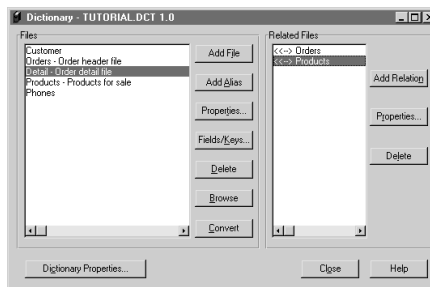 Dictionary - TUTORIAL.DCT 1.0
Files
Customer
Orders - Order header file
Detail - Order detail file
Products - Products for sale
Phones
Add File
Add Alias
Properties...
Fields/Keys...
Delete
Browse
Convert
Related Files
<<--> Orders
<<--> Products
Add Relation
Properties...
Delete
Dictionary Properties...
Close
Help